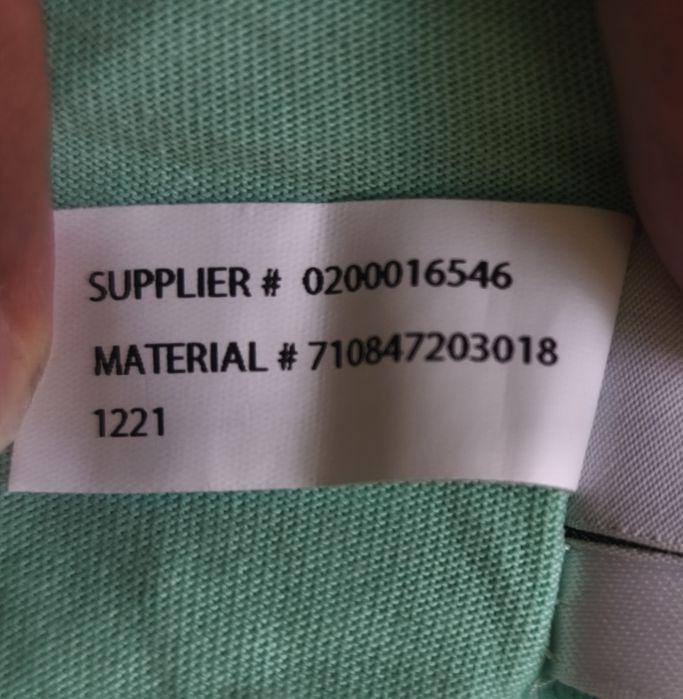 SUPPLIER # 0200016546
MATERIAL # 710847203018
1221